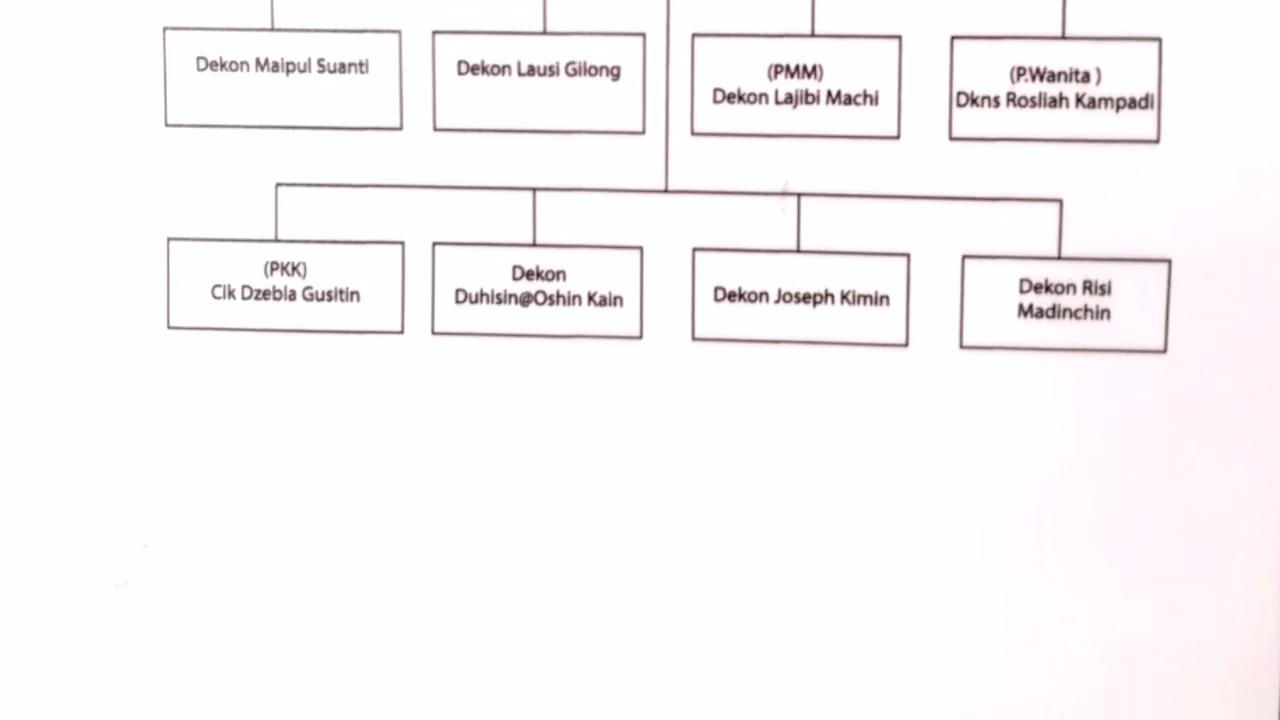 Dekon Maipul Suanti
Dekon Lausi Gilong
(PMM)
Dekon Lajibi Machi
(P.Wanita )
Dkns Rosliah Kampadi
(PKK)
Cik Dzebla Gusitin
Dekon
Duhisin@Oshin Kain
Dekon Joseph Kimin
Dekon Risi
Madinchin